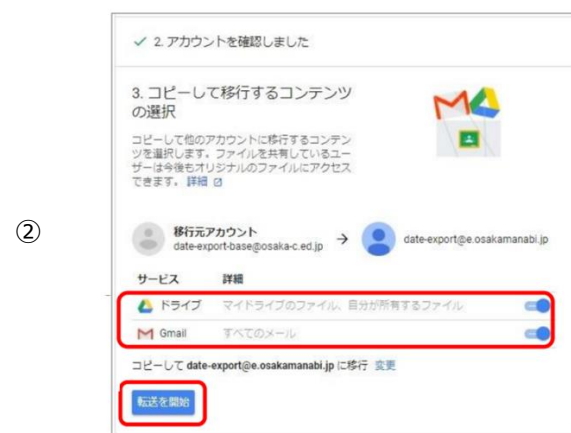 ✓ 2. アカウントを確認しました
3. コピーして移行するコンテンツ
の選択
コピーして他のアカウントに移行するコンテン
ツを選択します。ファイルを共有しているユー
ザーは今後もオリジナルのファイルにアクセス
できます。 詳細
②
移行元アカウント
date-export-base@osaka-c.ed.jp → date-export@e.osakamanabi.jp
サービス 詳細
ドライブ マイドライブのファイル、自分が所有するファイル
Gmail すべてのメール
コピーして date-export@e.osakamanabi.jp に移行 変更
転送を開始